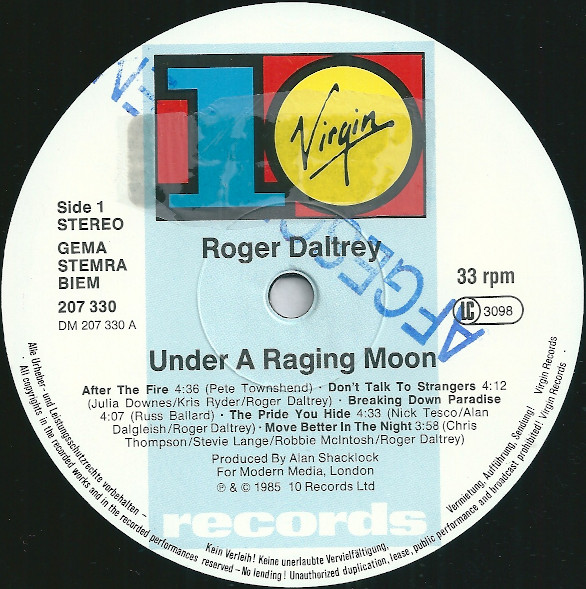 10
Virgin
Side 1
STEREO
GEMA
STEMRA
BIEM
207 330
DM 207 330 A
Roger Daltrey
33 rpm
LC 3098
Under A Raging Moon
After The Fire 4:36 (Pete Townshend) · Don't Talk To Strangers 4:12
(Julia Downes/Kris Ryder/Roger Daltrey) · Breaking Down Paradise
4:07 (Russ Ballard) · The Pride You Hide 4:33 (Nick Tesco/Alan
Dalgleish/Roger Daltrey) · Move Better In The Night 3:58 (Chris
Thompson/Stevie Lange/Robbie McIntosh/Roger Daltrey)
Produced By Alan Shacklock
For Modern Media, London
℗ & © 1985 10 Records Ltd
records
Alle Urheber- und Leistungsschutzrechte vorbehalten – Kein Verleih! Keine unerlaubte Vervielfältigung, Vermietung, Aufführung, Sendung! Virgin Records ·
All copyrights in the recorded works and in the recorded performances reserved – No lending! Unauthorized duplication, lease, public performance and broadcast prohibited! Virgin Records ·